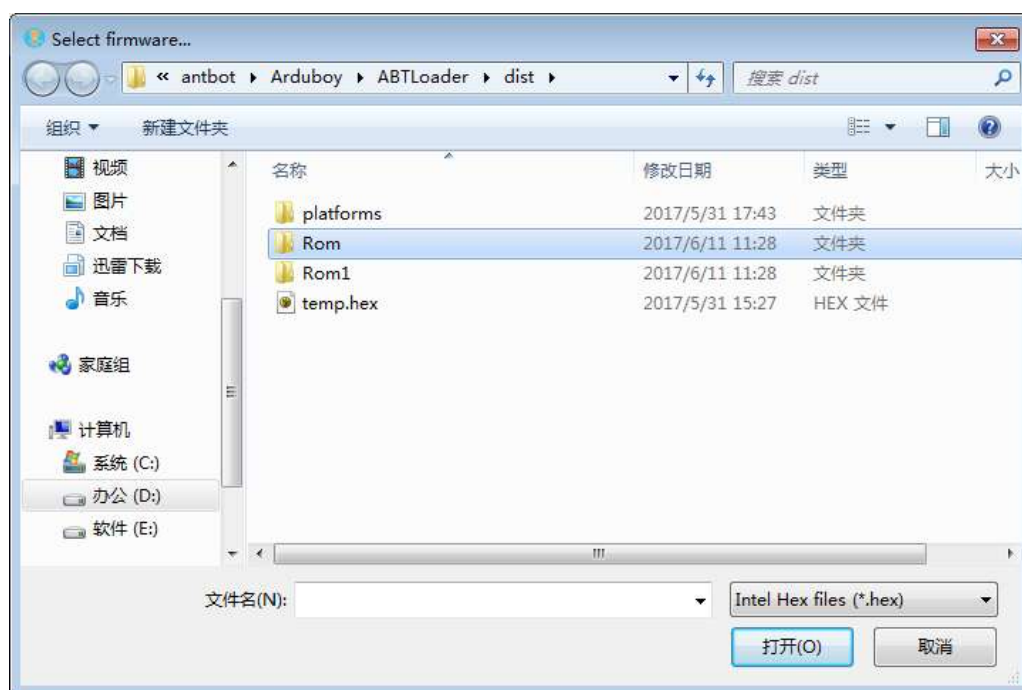 Select firmware...
« antbot ▸ Arduboy ▸ ABTLoader ▸ dist ▸ 搜索 dist
组织 新建文件夹
名称 修改日期 类型 大小
视频
图片
文档
迅雷下载
音乐
家庭组
计算机
系统 (C:)
办公 (D:)
软件 (E:)
platforms 2017/5/31 17:43 文件夹
Rom 2017/6/11 11:28 文件夹
Rom1 2017/6/11 11:28 文件夹
temp.hex 2017/5/31 15:27 HEX 文件
文件名(N): Intel Hex files (*.hex)
打开(O) 取消